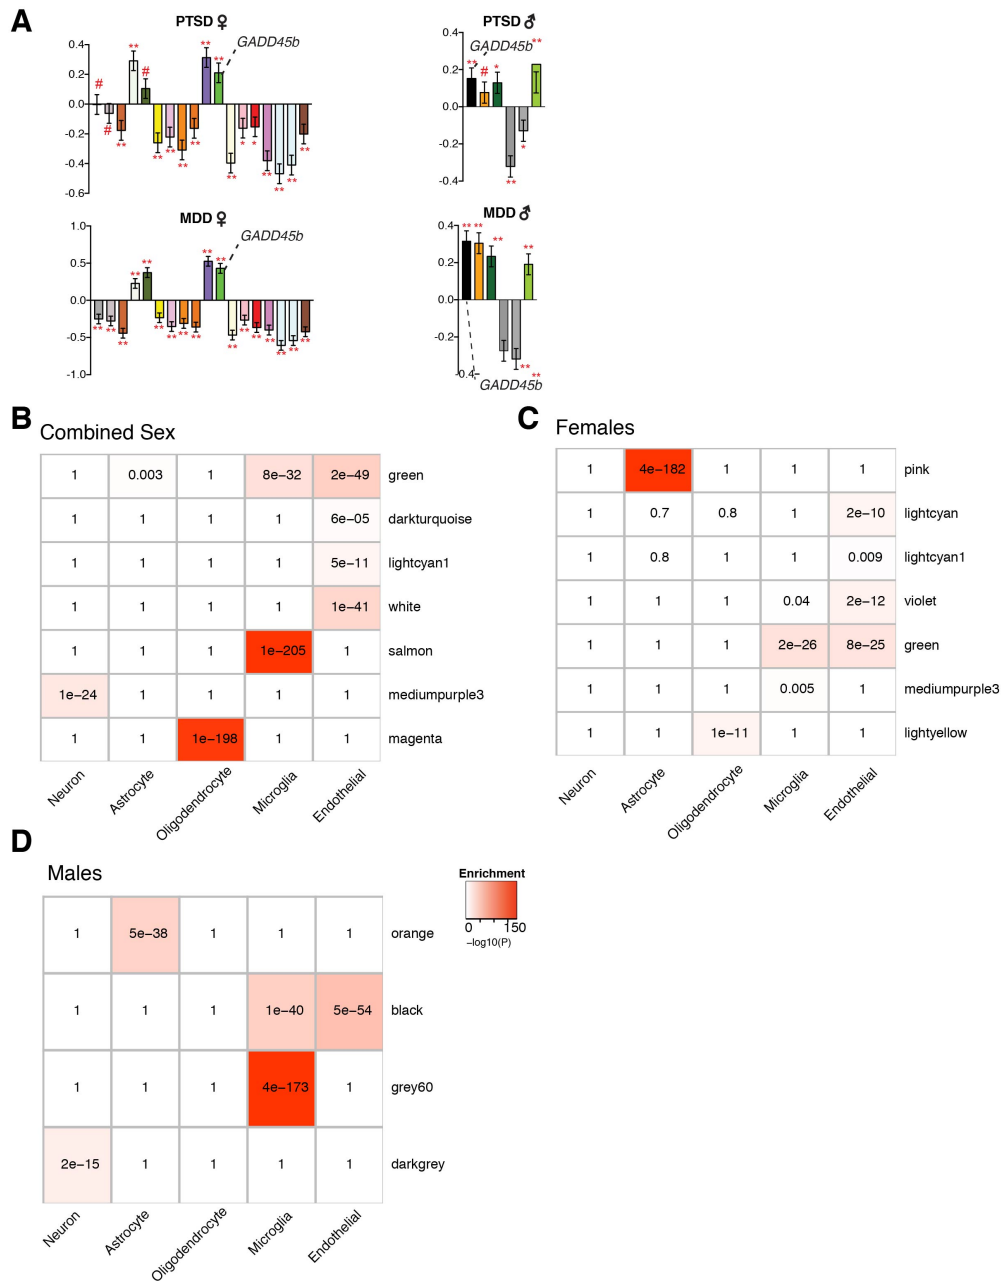 A
PTSD ♀
GADD45b
0.4
0.2
0.0
-0.2
-0.4
-0.6
** # ** ** ** # # ** ** ** ** ** ** * * ** ** ** **
PTSD ♂
GADD45b
0.4
0.2
0.0
-0.2
-0.4
** # * ** ** *
MDD ♀
GADD45b
1.0
0.5
0.0
-0.5
-1.0
** ** ** ** ** ** ** ** ** ** ** ** ** ** ** ** ** **
MDD ♂
0.4
0.2
0.0
-0.2
-0.4
** ** ** ** ** **
GADD45b
B
Combined Sex
1 0.003 1 8e−32 2e−49 green
1 1 1 1 6e−05 darkturquoise
1 1 1 1 5e−11 lightcyan1
1 1 1 1 1e−41 white
1 1 1 1e−205 1 salmon
1e−24 1 1 1 1 mediumpurple3
1 1 1e−198 1 1 magenta
Neuron Astrocyte Oligodendrocyte Microglia Endothelial
C
Females
1 4e−182 1 1 1 pink
1 0.7 0.8 1 2e−10 lightcyan
1 0.8 1 1 0.009 lightcyan1
1 1 1 0.04 2e−12 violet
1 1 1 2e−26 8e−25 green
1 1 1 0.005 1 mediumpurple3
1 1 1e−11 1 1 lightyellow
Neuron Astrocyte Oligodendrocyte Microglia Endothelial
D
Males
1 5e−38 1 1 1 orange
1 1 1 1e−40 5e−54 black
1 1 1 4e−173 1 grey60
2e−15 1 1 1 1 darkgrey
Neuron Astrocyte Oligodendrocyte Microglia Endothelial
Enrichment
0 150
−log10(P)